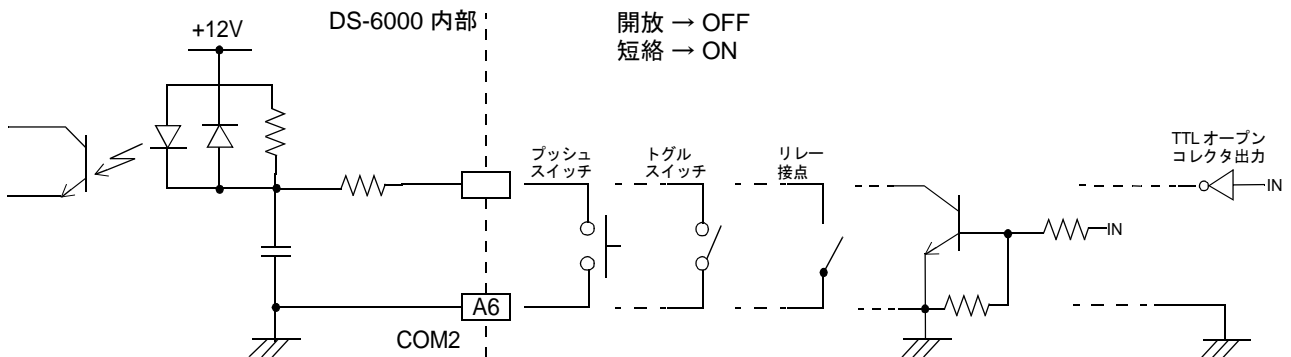 DS-6000 内部
開放 → OFF
短絡 → ON
+12V
プッシュ
スイッチ
トグル
スイッチ
リレー
接点
TTL オープン
コレクタ出力
IN
IN
A6
COM2